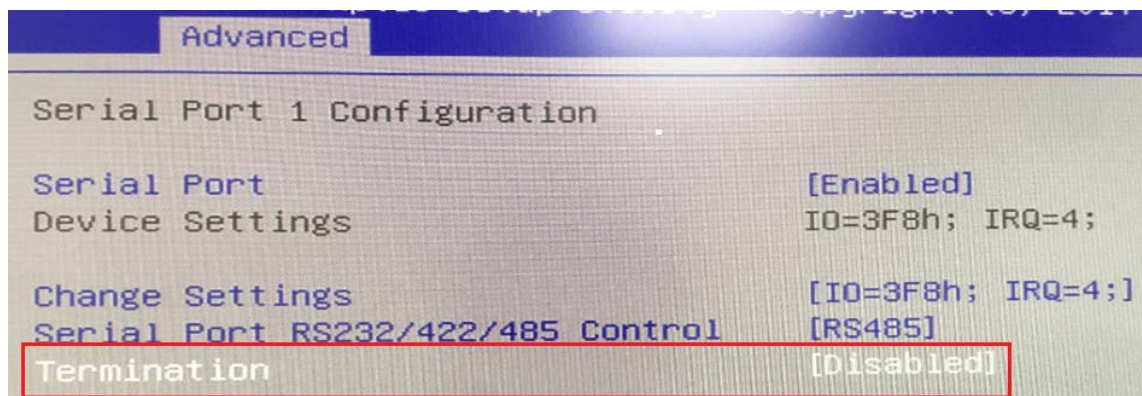 Advanced
Serial Port 1 Configuration
Serial Port [Enabled]
Device Settings IO=3F8h; IRQ=4;
Change Settings [IO=3F8h; IRQ=4;]
Serial Port RS232/422/485 Control [RS485]
Termination [Disabled]